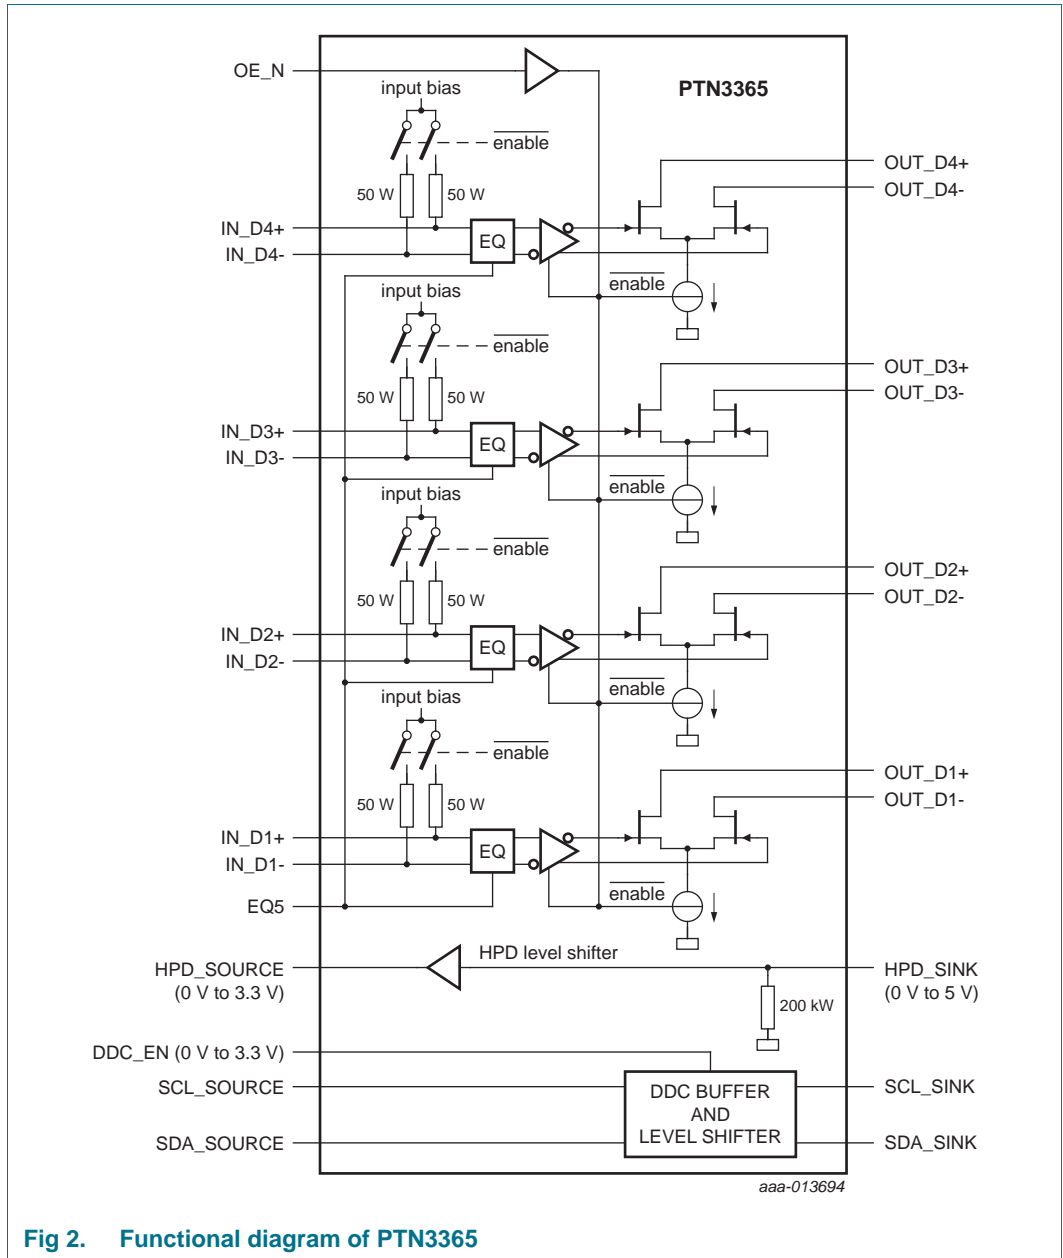 OE_N
input bias
PTN3365
enable
OUT_D4+
OUT_D4-
50 W 50 W
IN_D4+
IN_D4-
EQ
enable
input bias
enable
OUT_D3+
OUT_D3-
50 W 50 W
IN_D3+
IN_D3-
EQ
enable
input bias
enable
OUT_D2+
OUT_D2-
50 W 50 W
IN_D2+
IN_D2-
EQ
enable
input bias
enable
OUT_D1+
OUT_D1-
50 W 50 W
IN_D1+
IN_D1-
EQ
enable
EQ5
HPD level shifter
HPD_SOURCE
(0 V to 3.3 V)
HPD_SINK
(0 V to 5 V)
200 kW
DDC_EN (0 V to 3.3 V)
SCL_SOURCE
DDC BUFFER
AND
LEVEL SHIFTER
SCL_SINK
SDA_SOURCE
SDA_SINK
aaa-013694
Fig 2. Functional diagram of PTN3365